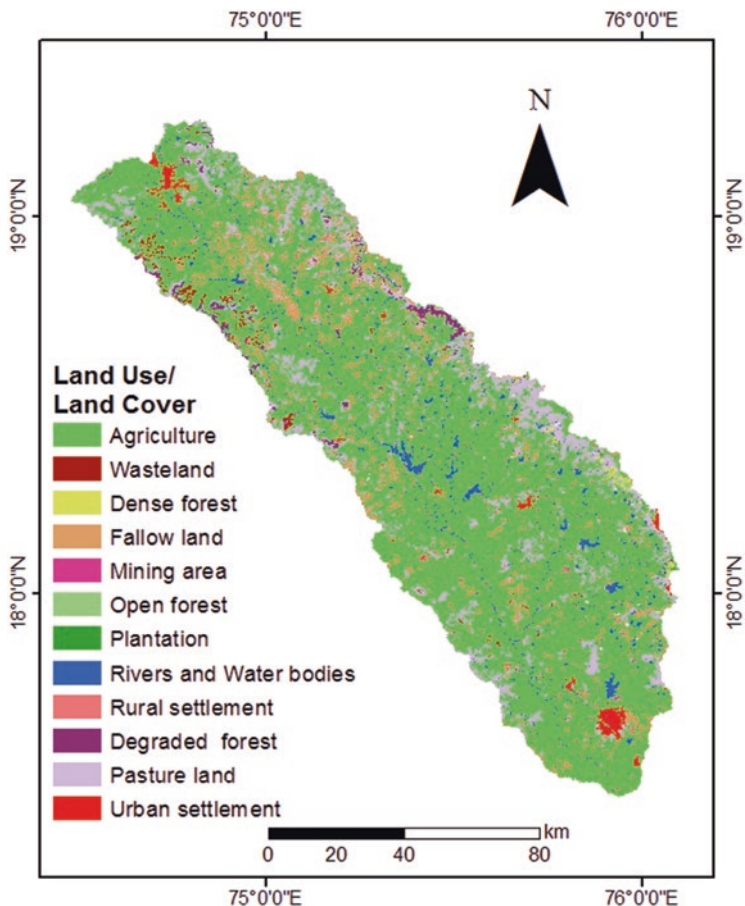 75°0'0"E 76°0'0"E
N
19°0'0"N 19°0'0"N
Land Use/
Land Cover
Agriculture
Wasteland
Dense forest
Fallow land
Mining area
Open forest
Plantation
Rivers and Water bodies
Rural settlement
Degraded forest
Pasture land
Urban settlement
18°0'0"N 18°0'0"N
km
0 20 40 80
75°0'0"E 76°0'0"E